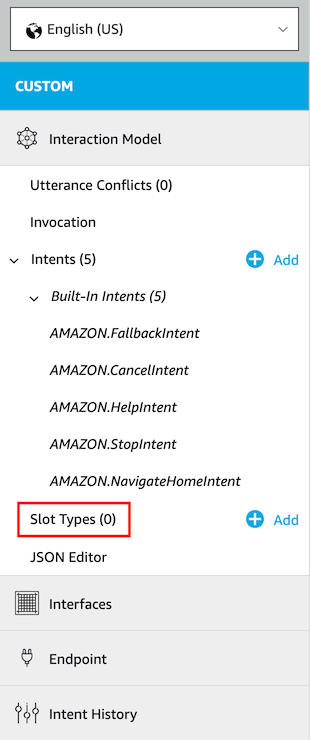 English (US)
CUSTOM
Interaction Model
Utterance Conflicts (0)
Invocation
Intents (5) Add
Built-In Intents (5)
AMAZON.FallbackIntent
AMAZON.CancelIntent
AMAZON.HelpIntent
AMAZON.StopIntent
AMAZON.NavigateHomeIntent
Slot Types (0) Add
JSON Editor
Interfaces
Endpoint
Intent History